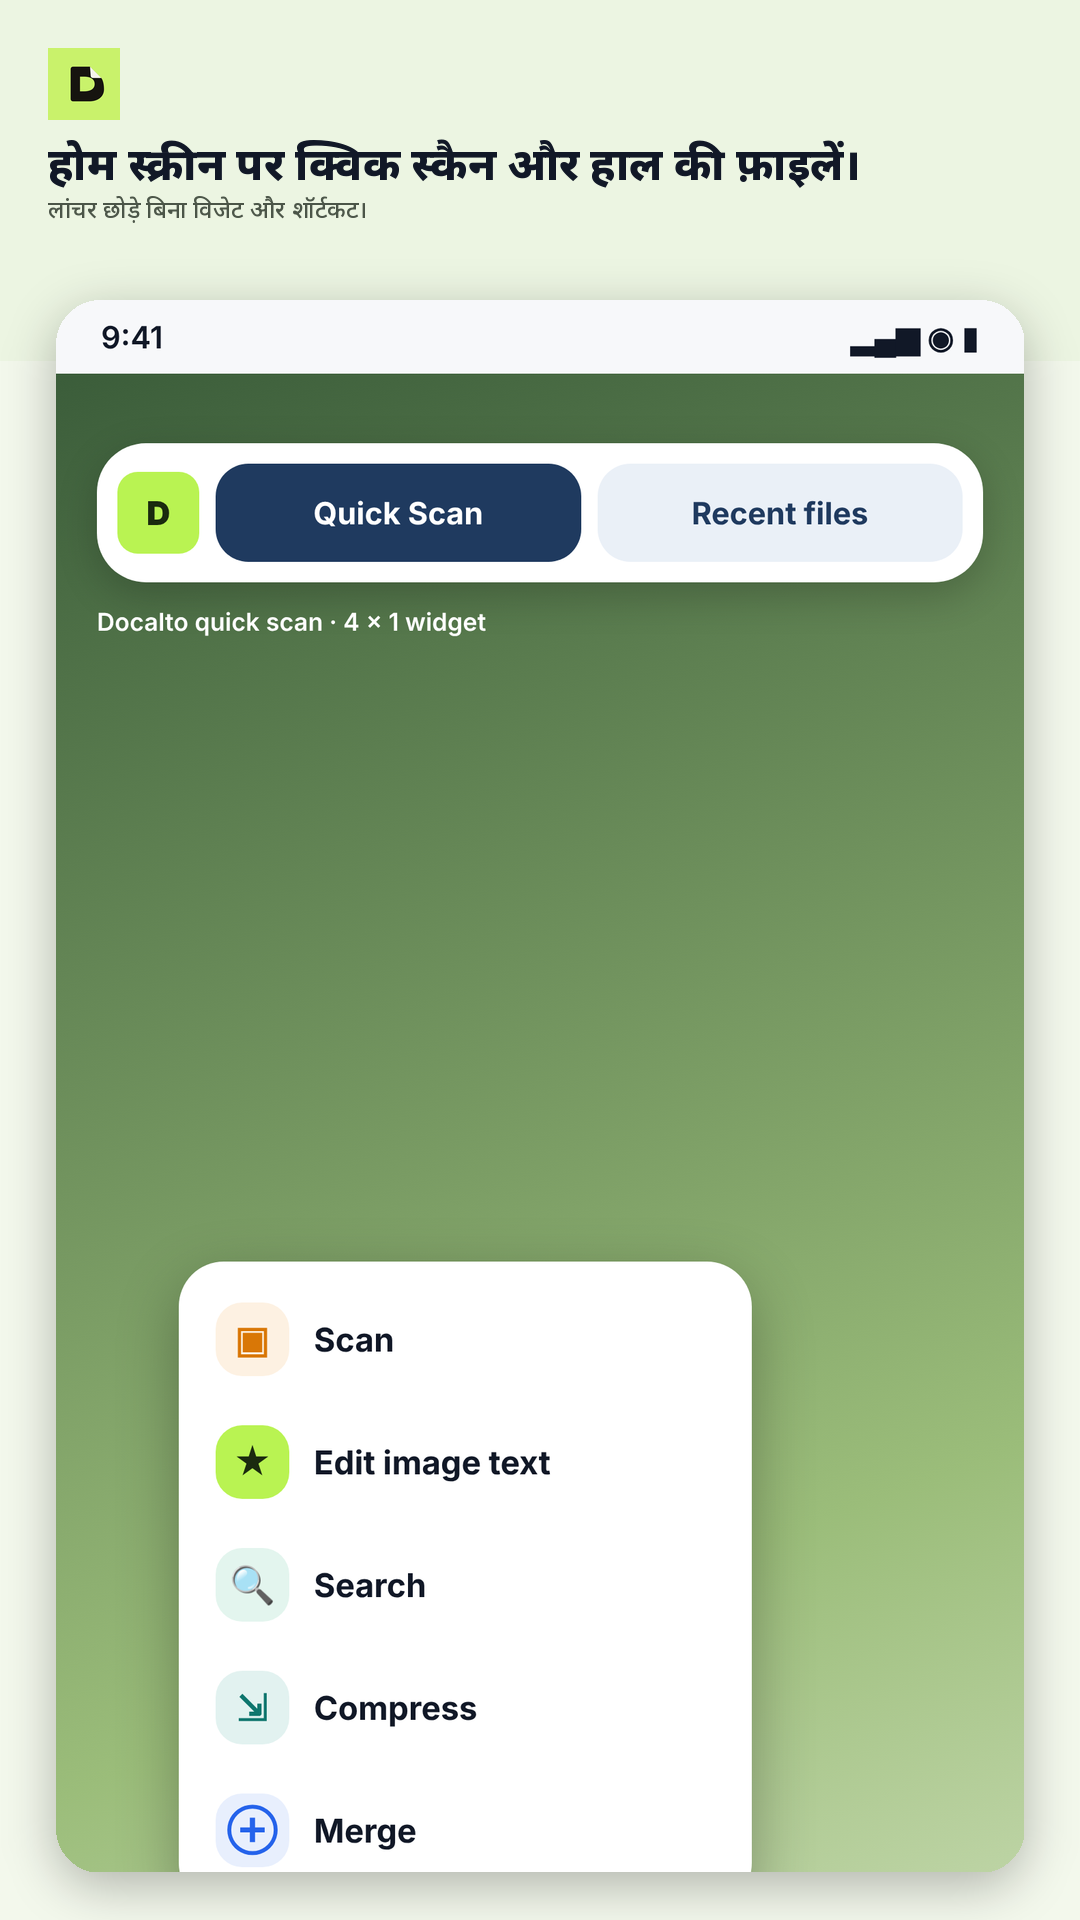 होम स्क्रीन पर क्विक स्कैन और हाल की फ़ाइलें।
लांचर छोड़े बिना विजेट और शॉर्टकट।
9:41
D
Quick Scan
Recent files
Docalto quick scan · 4 × 1 widget
Scan
Edit image text
Search
Compress
Merge